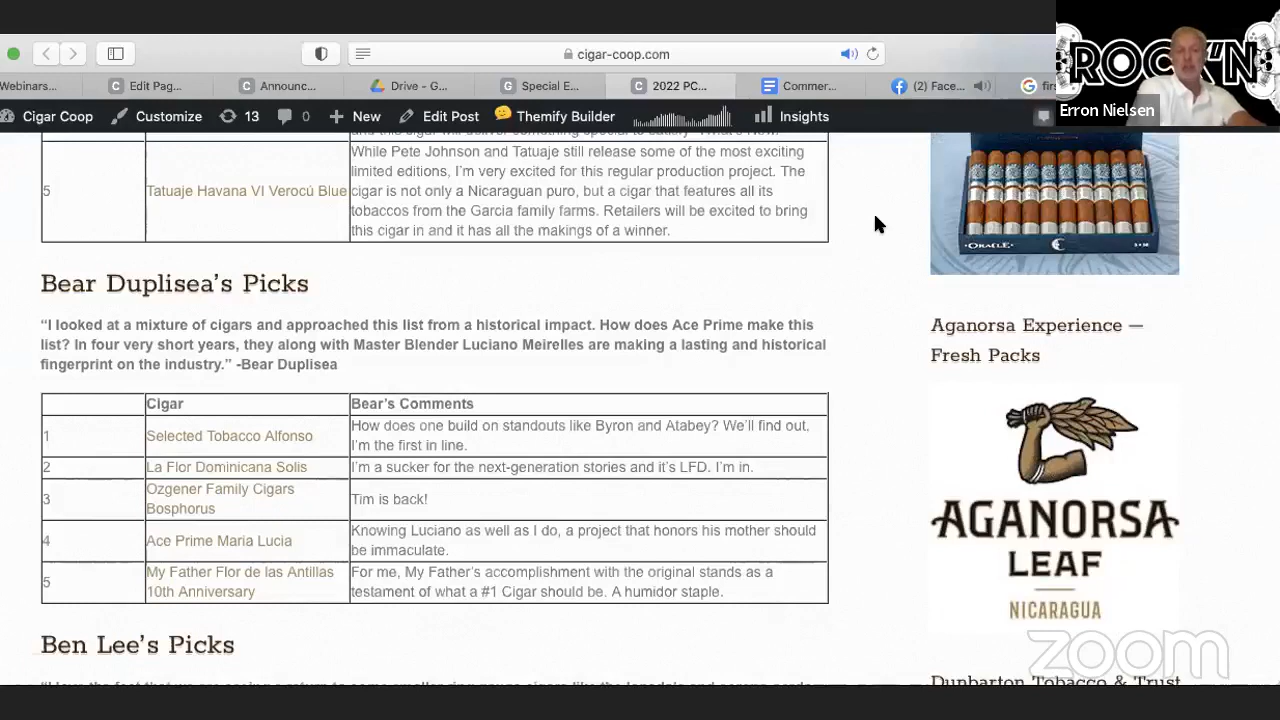 cigar-coop.com
Webinars...
Edit Pag...
Announc...
Drive – G...
Special E...
2022 PC...
Commer...
(2) Face...
firs
ROCK'N
Erron Nielsen
Cigar Coop
Customize
13
0
New
Edit Post
Themify Builder
Insights
5
Tatuaje Havana VI Verocú Blue
While Pete Johnson and Tatuaje still release some of the most exciting
limited editions, I'm very excited for this regular production project. The
cigar is not only a Nicaraguan puro, but a cigar that features all its
tobaccos from the Garcia family farms. Retailers will be excited to bring
this cigar in and it has all the makings of a winner.
ORACLE
Bear Duplisea's Picks
“I looked at a mixture of cigars and approached this list from a historical impact. How does Ace Prime make this
list? In four very short years, they along with Master Blender Luciano Meirelles are making a lasting and historical
fingerprint on the industry.” -Bear Duplisea
Cigar
Bear's Comments
1
Selected Tobacco Alfonso
How does one build on standouts like Byron and Atabey? We'll find out.
I'm the first in line.
2
La Flor Dominicana Solis
I'm a sucker for the next-generation stories and it's LFD. I'm in.
3
Ozgener Family Cigars
Bosphorus
Tim is back!
4
Ace Prime Maria Lucia
Knowing Luciano as well as I do, a project that honors his mother should
be immaculate.
5
My Father Flor de las Antillas
10th Anniversary
For me, My Father's accomplishment with the original stands as a
testament of what a #1 Cigar should be. A humidor staple.
Ben Lee's Picks
Aganorsa Experience —
Fresh Packs
AGANORSA
LEAF
NICARAGUA
zoom
Dunbarton Tobacco & Trust